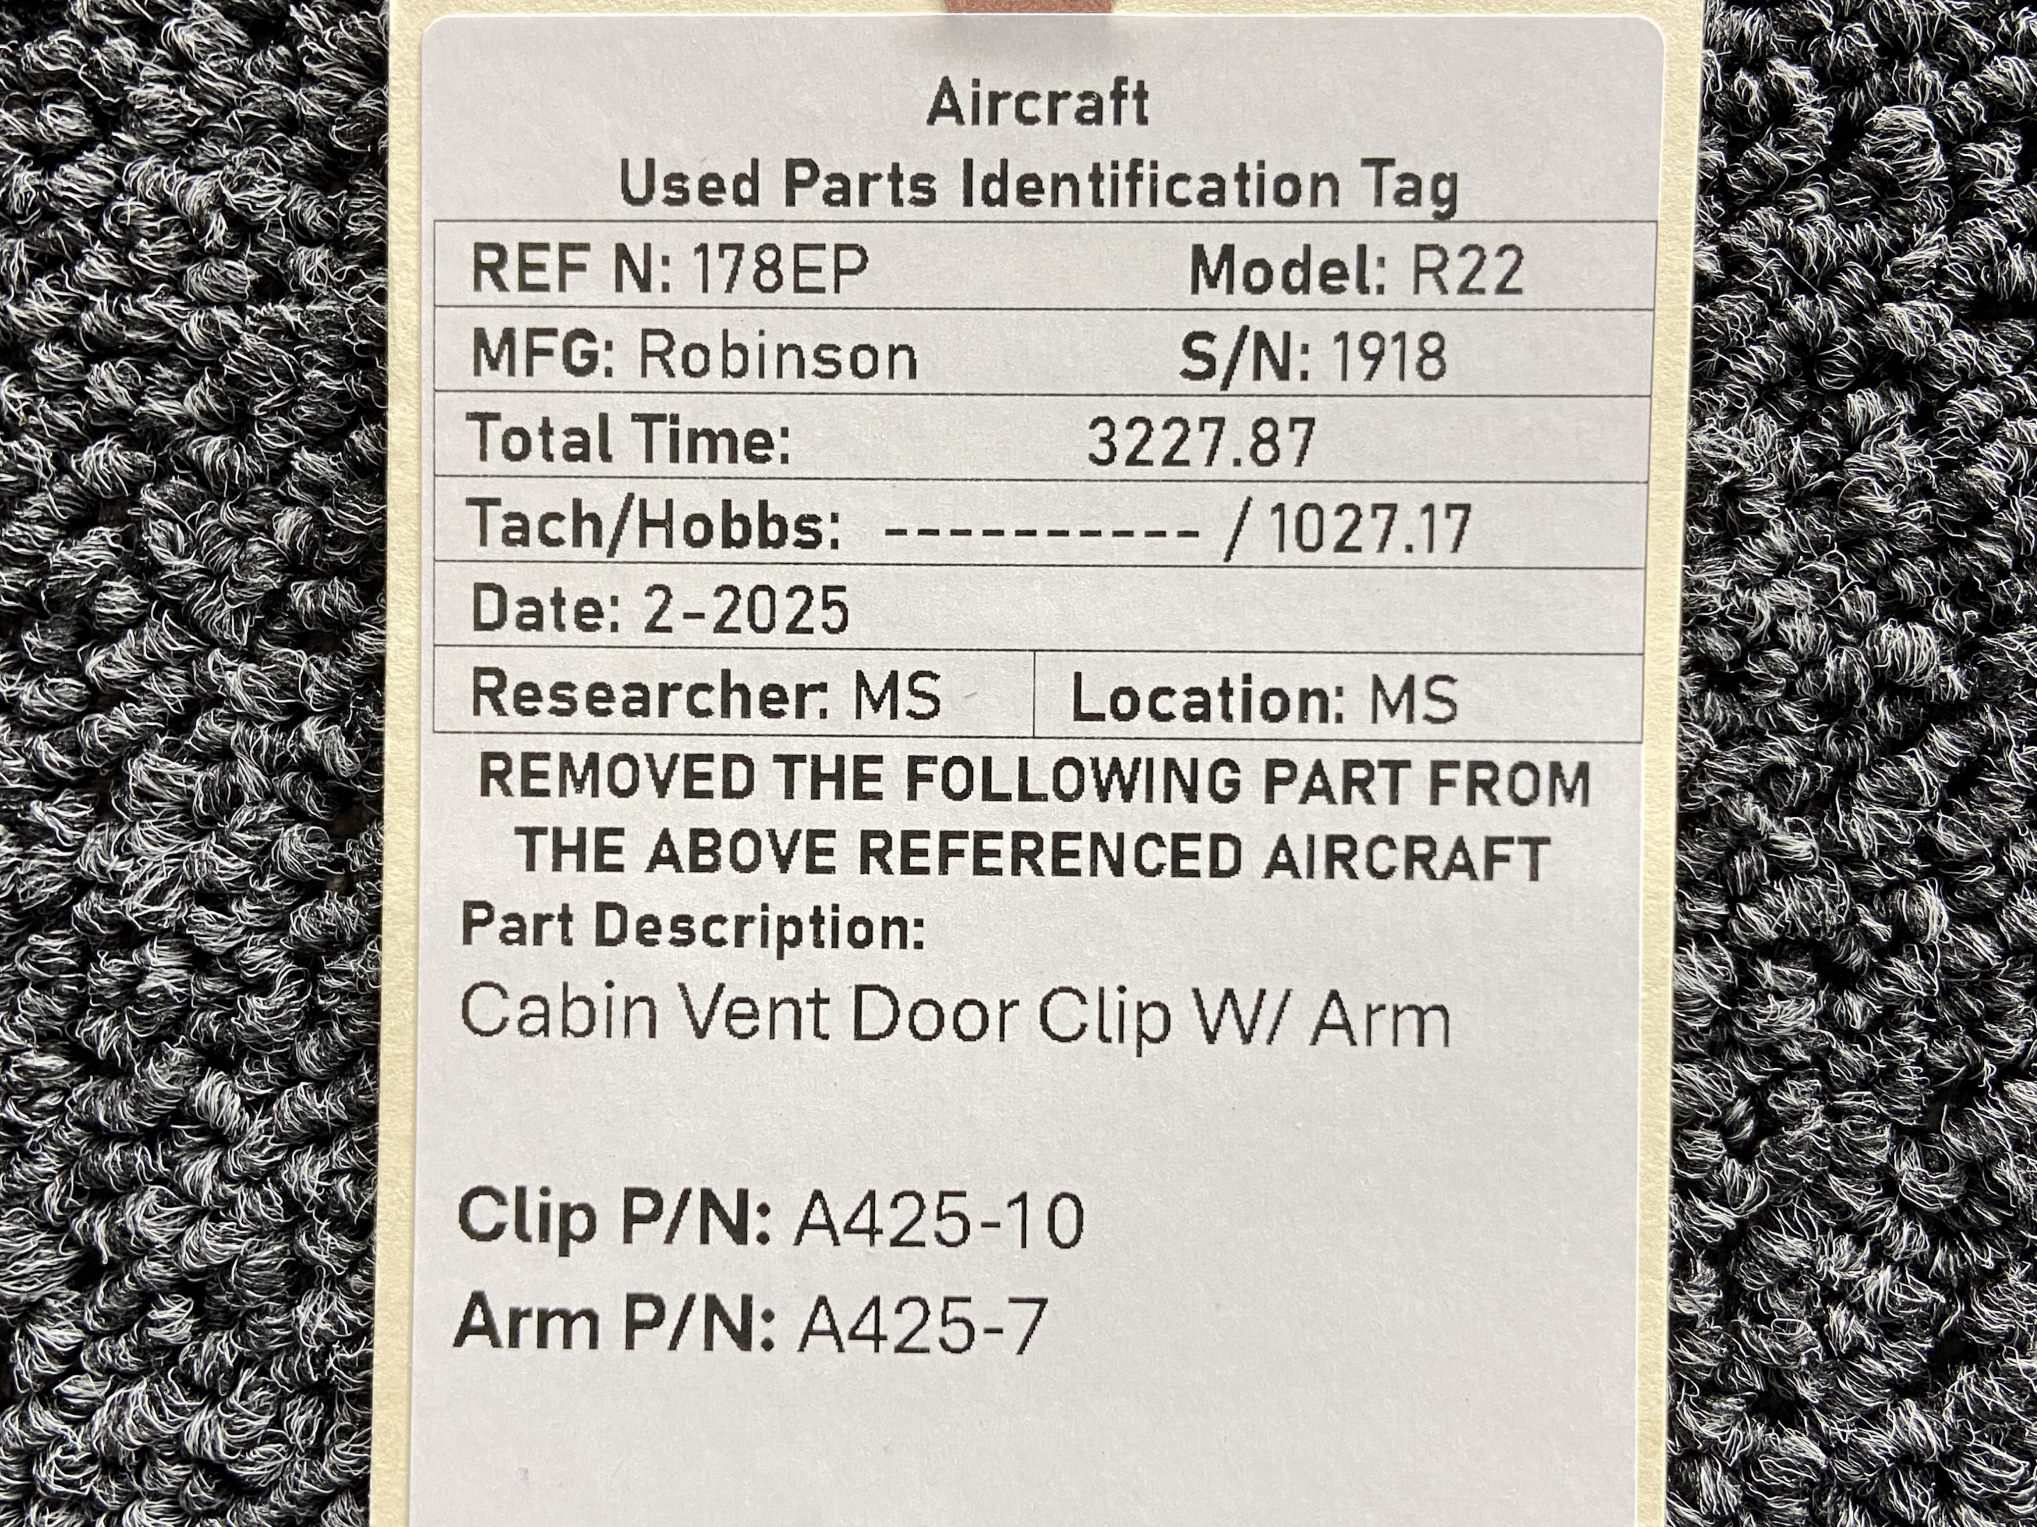 Aircraft
Used Parts Identification Tag
REF N: 178EP Model: R22
MFG: Robinson S/N: 1918
Total Time: 3227.87
Tach/Hobbs: ---------- / 1027.17
Date: 2-2025
Researcher: MS Location: MS
REMOVED THE FOLLOWING PART FROM
THE ABOVE REFERENCED AIRCRAFT
Part Description:
Cabin Vent Door Clip W/ Arm
Clip P/N: A425-10
Arm P/N: A425-7